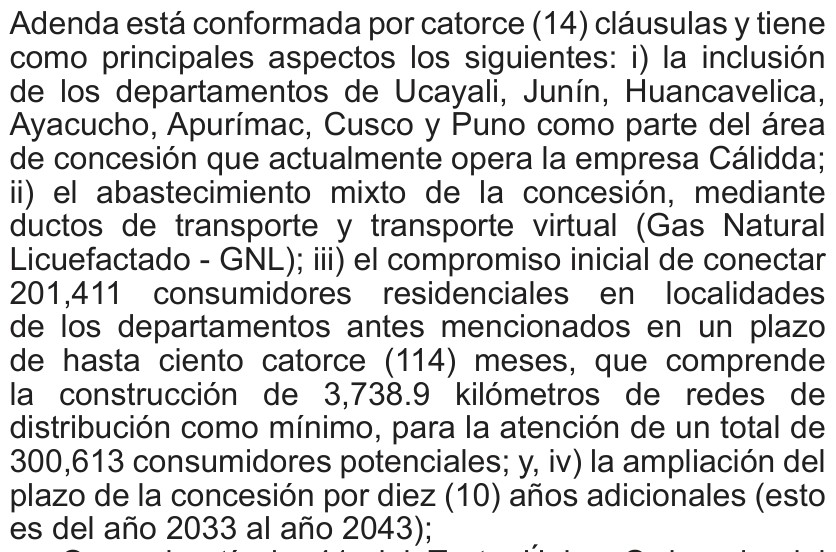 Adenda está conformada por catorce (14) cláusulas y tiene
como principales aspectos los siguientes: i) la inclusión
de los departamentos de Ucayali, Junín, Huancavelica,
Ayacucho, Apurímac, Cusco y Puno como parte del área
de concesión que actualmente opera la empresa Cálidda;
ii) el abastecimiento mixto de la concesión, mediante
ductos de transporte y transporte virtual (Gas Natural
Licuefactado - GNL); iii) el compromiso inicial de conectar
201,411 consumidores residenciales en localidades
de los departamentos antes mencionados en un plazo
de hasta ciento catorce (114) meses, que comprende
la construcción de 3,738.9 kilómetros de redes de
distribución como mínimo, para la atención de un total de
300,613 consumidores potenciales; y, iv) la ampliación del
plazo de la concesión por diez (10) años adicionales (esto
es del año 2033 al año 2043);